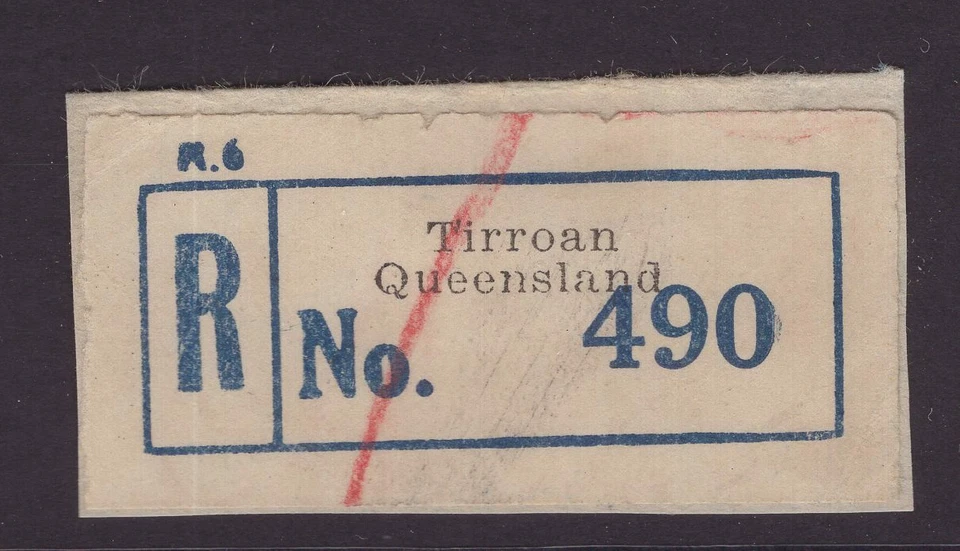 R.6
R
Tirroan
Queensland
No. 490